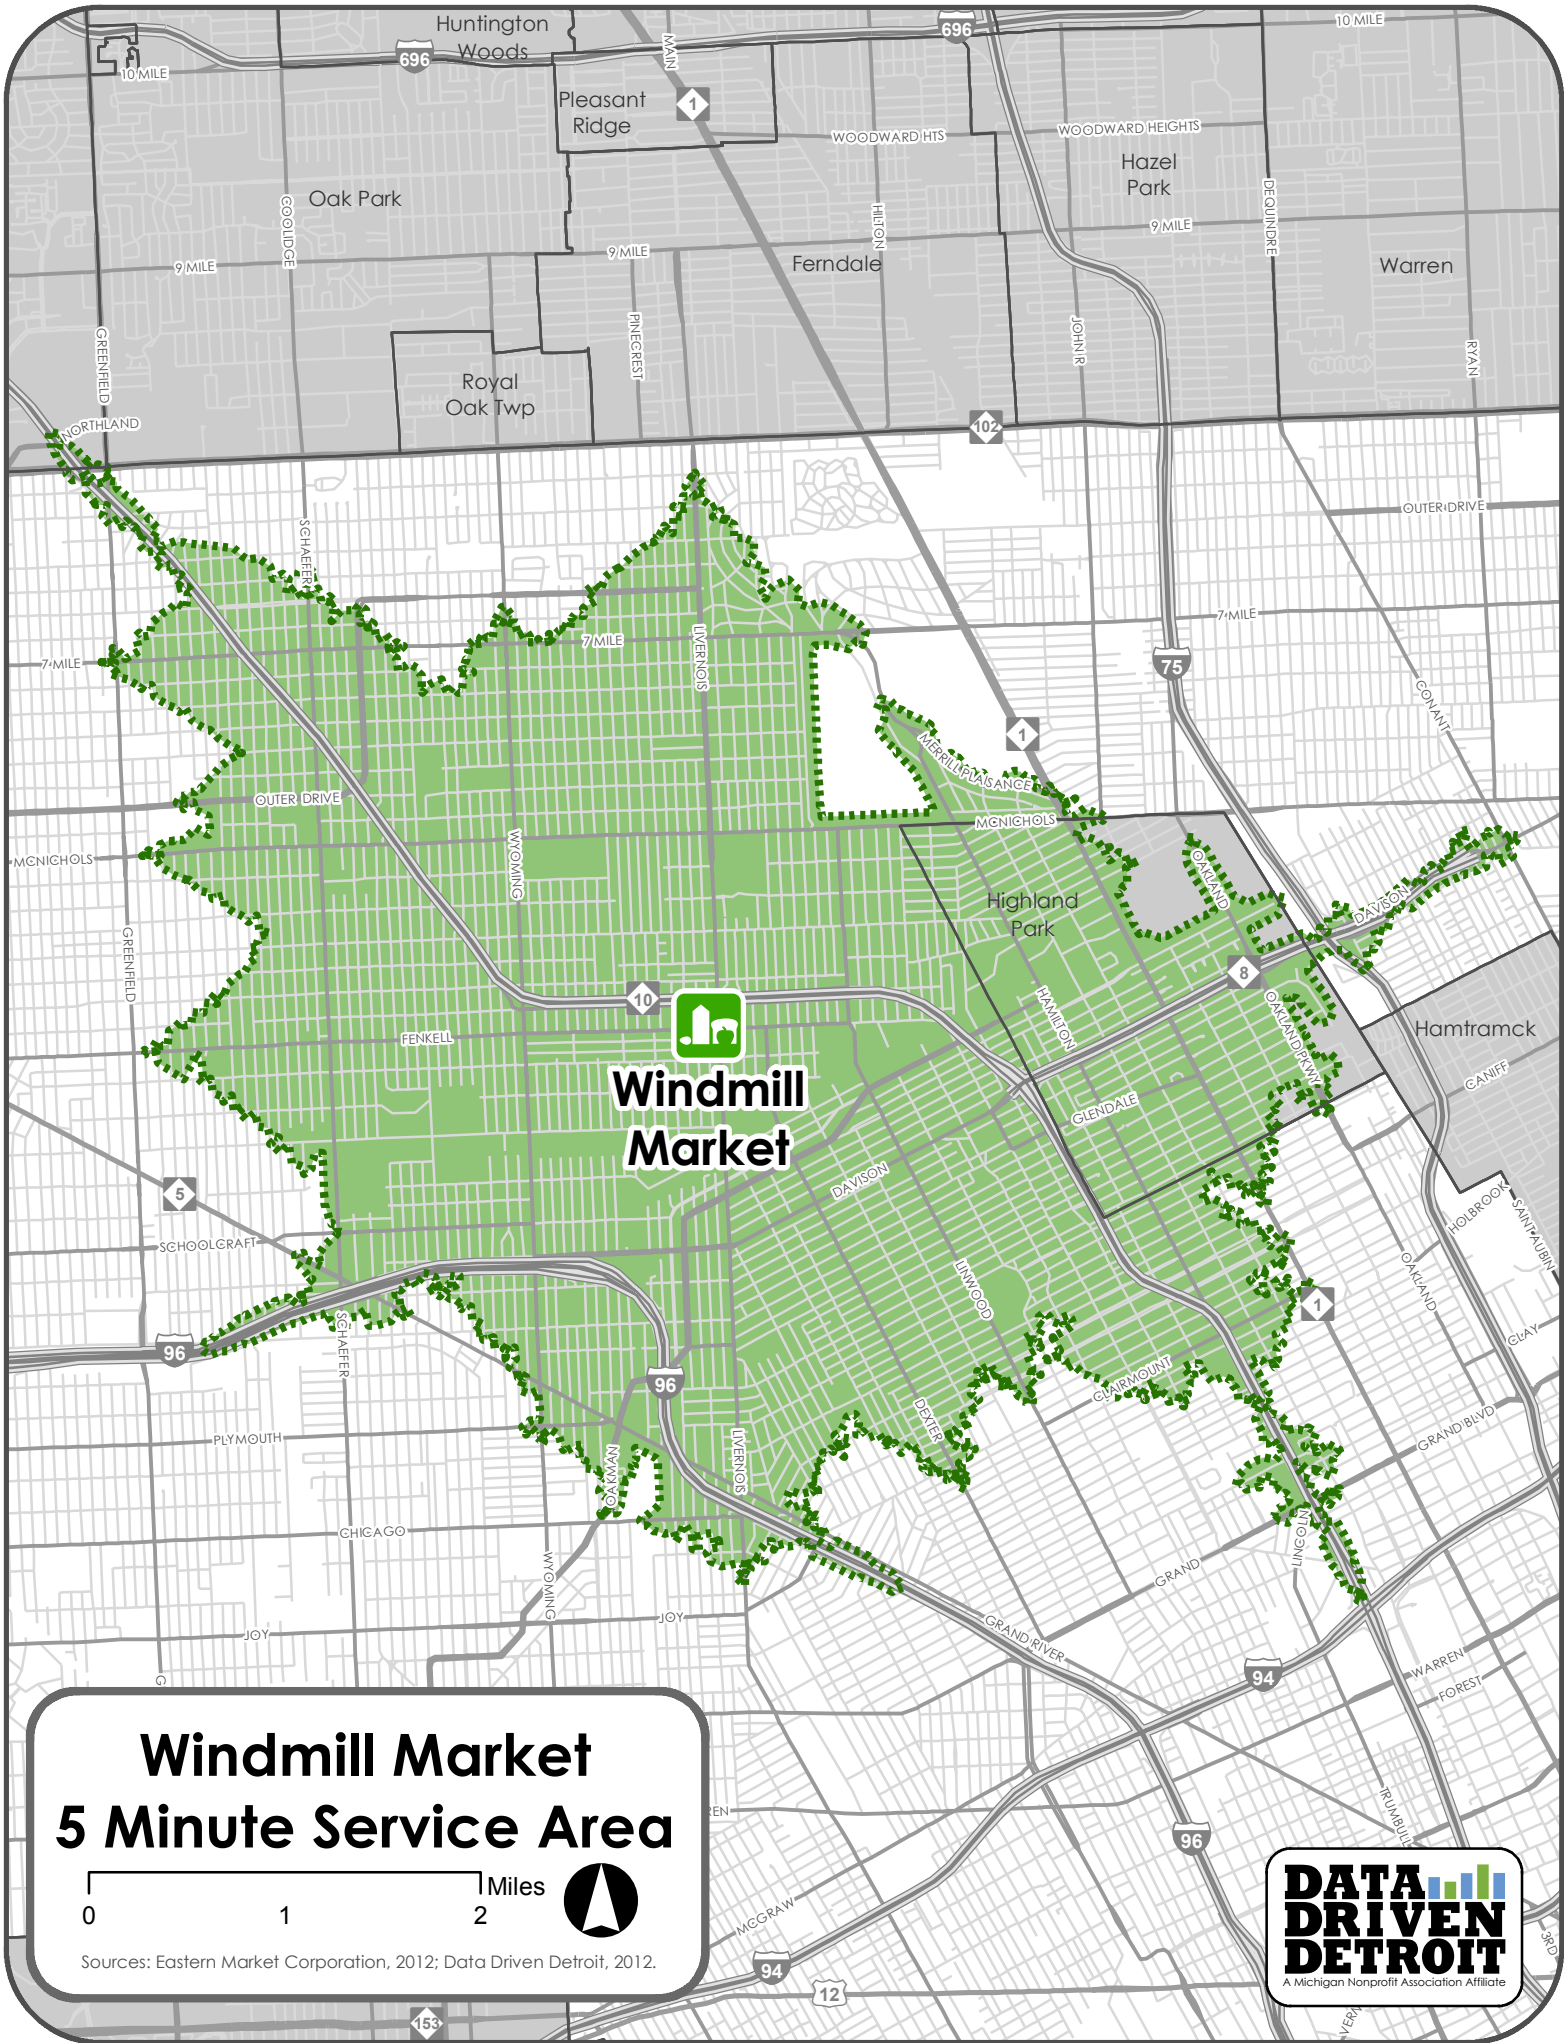 Huntington
Woods
696
696
10 MILE
10 MILE
MAIN
Pleasant
Ridge
1
WOODWARD HTS
WOODWARD HEIGHTS
Hazel
Park
Oak Park
COOLIDGE
HILTON
DEQUINDRE
9 MILE
9 MILE
9 MILE
Ferndale
Warren
GREENFIELD
PINECREST
JOHN R
RYAN
Royal
Oak Twp
NORTHLAND
102
OUTER DRIVE
SCHAEFER
7 MILE
7 MILE
7 MILE
LIVERNOIS
75
CONANT
1
MERRILL PLAISANCE
OUTER DRIVE
MCNICHOLS
MCNICHOLS
WYOMING
OAKLAND
Highland
Park
DAVISON
GREENFIELD
8
10
HAMILTON
OAKLAND PKWY
Hamtramck
FENKELL
CANIFF
Windmill
Market
GLENDALE
DAVISON
5
HOLBROOK
SAINT AUBIN
SCHOOLCRAFT
LINWOOD
OAKLAND
1
SCHAEFER
96
CLAY
96
CLAIRMOUNT
DEXTER
GRAND BLVD
PLYMOUTH
LIVERNOIS
OAKMAN
CHICAGO
LINCOLN
WYOMING
GRAND
JOY
JOY
GRAND RIVER
WARREN
94
FOREST
G
Windmill Market
5 Minute Service Area
REN
TRUMBULL
96
Miles
0
1
2
MCGRAW
Sources: Eastern Market Corporation, 2012; Data Driven Detroit, 2012.
94
12
153
3RD
VERN
DATA
DRIVEN
DETROIT
A Michigan Nonprofit Association Affiliate